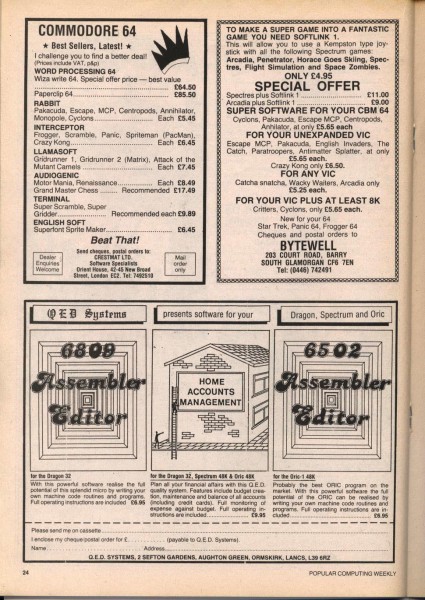 COMMODORE 64
★ Best Sellers, Latest! ★
I challenge you to find a better deal!
(Prices include VAT, p&p)
WORD PROCESSING 64
Wiza write 64. Special offer price — best value
£64.50
Paperclip 64 £85.50
RABBIT
Pakacuda, Escape, MCP, Centropods, Annihilator,
Monopole, Cyclons Each £5.45
INTERCEPTOR
Frogger, Scramble, Panic, Spriteman (PacMan),
Crazy Kong Each £6.45
LLAMASOFT
Gridrunner 1, Gridrunner 2 (Matrix), Attack of the
Mutant Camels Each £7.45
AUDIOGENIC
Motor Mania, Renaissance Each £8.49
Grand Master Chess Recommended £17.49
TERMINAL
Super Scramble, Super
Gridder Recommended each £9.89
ENGLISH SOFT
Superfont Sprite Maker £6.45
Beat That!
Dealer
Enquiries
Welcome
Send cheques, postal orders to:
CRESTMAT LTD.
Software Specialists
Orient House, 42-45 New Broad
Street, London EC2. Tel: 7492519
Mail
order
only
TO MAKE A SUPER GAME INTO A FANTASTIC
GAME YOU NEED SOFTLINK 1.
This will allow you to use a Kempston type joy-
stick with all the following Spectrum games:
Arcadia, Penetrator, Horace Goes Skiing, Spec-
tres, Flight Simulation and Space Zombies.
ONLY £4.95
SPECIAL OFFER
Spectres plus Softlink 1 £11.00
Arcadia plus Softlink 1 £9.00
SUPER SOFTWARE FOR YOUR CBM 64
Cyclons, Pakacuda, Escape MCP, Centropods,
Annhilator, at only £5.65 each
FOR YOUR UNEXPANDED VIC
Escape MCP, Pakacuda, English Invaders, The
Catch, Paratroopers, Antimatter Splatter, at only
£5.65 each.
Crazy Kong only £6.50.
FOR ANY VIC
Catcha snatcha, Wacky Waiters, Arcadia only
£5.25 each.
FOR YOUR VIC PLUS AT LEAST 8K
Critters, Cyclons, only £5.65 each.
New for your 64
Star Trek, Panic 64, Frogger 64
Cheques and postal orders to
BYTEWELL
203 COURT ROAD, BARRY
SOUTH GLAMORGAN CF6 7EN
Tel: (0446) 742491
QED Systems
presents software for your
Dragon, Spectrum and Oric
6809
Assembler
Editor
HOME
ACCOUNTS
MANAGEMENT
6502
Assembler
Editor
for the Dragon 32
With this powerful software realise the full
potential of this splendid micro by writing your
own machine code routines and programs.
Full operating instructions are included £6.95
for the Dragon 32, Spectrum 48K & Oric 48K
Plan all your financial affairs with this Q.E.D.
quality system. Features include budget crea-
tion, maintenance and balance of all accounts
(including credit cards). Full monitoring of
expense against budget. Full operating in-
structions are included £9.95
for the Oric-1 48K
Probably the best ORIC program on the
market. With this powerful software the full
potential of the ORIC can be realised by
writing your own machine code routines and
programs. Full operating instructions are in-
cluded £6.95
Please send me on cassette
I enclose my cheque/postal order for £ (payable to Q.E.D. Systems).
Name Address
Q.E.D. SYSTEMS, 2 SEFTON GARDENS, AUGHTON GREEN, ORMSKIRK, LANCS, L39 6RZ
24
POPULAR COMPUTING WEEKLY